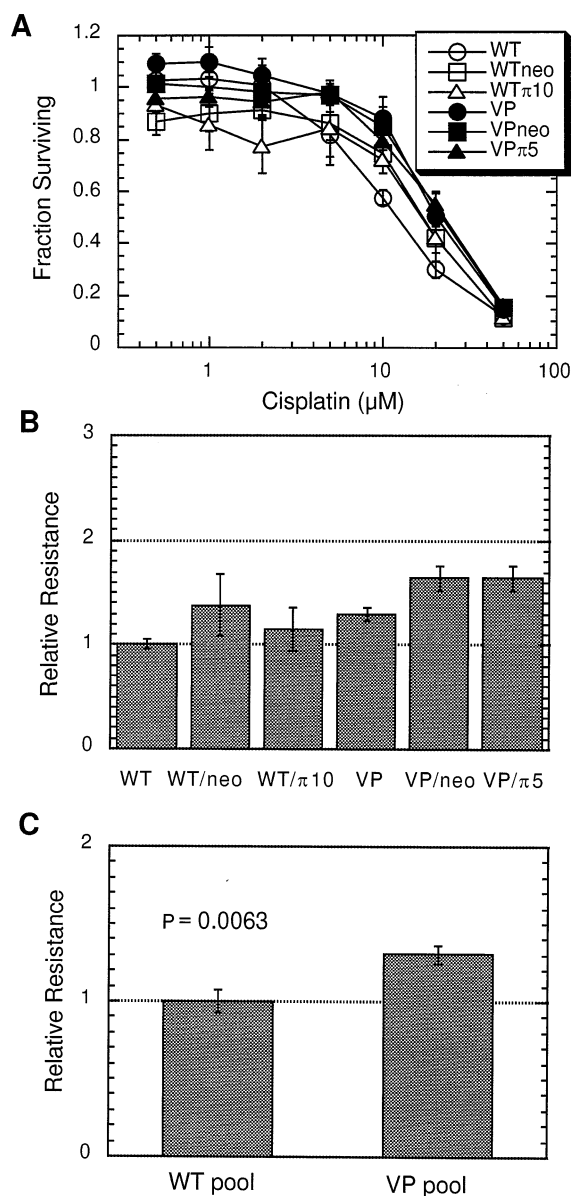 A
1.2
1
0.8
0.6
0.4
0.2
0
Fraction Surviving
WT
WTneo
WTπ10
VP
VPneo
VPπ5
1
10
100
Cisplatin (µM)
B
3
2
1
0
Relative Resistance
WT WT/neo WT/π10 VP VP/neo VP/π5
C
2
1
0
Relative Resistance
P = 0.0063
WT pool VP pool